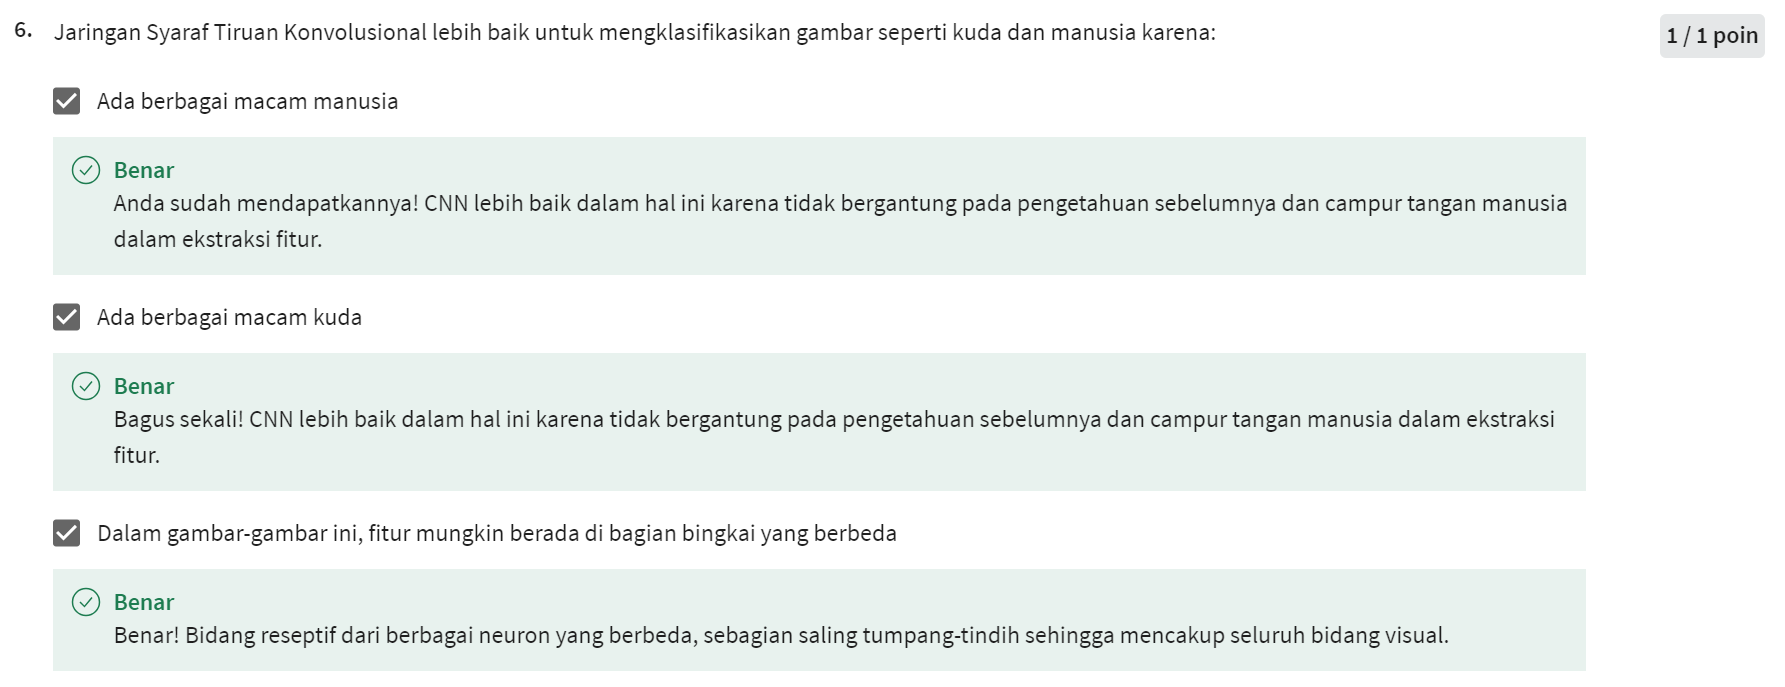 6. Jaringan Syaraf Tiruan Konvolusional lebih baik untuk mengklasifikasikan gambar seperti kuda dan manusia karena:
1 / 1 poin
Ada berbagai macam manusia
Benar
Anda sudah mendapatkannya! CNN lebih baik dalam hal ini karena tidak bergantung pada pengetahuan sebelumnya dan campur tangan manusia
dalam ekstraksi fitur.
Ada berbagai macam kuda
Benar
Bagus sekali! CNN lebih baik dalam hal ini karena tidak bergantung pada pengetahuan sebelumnya dan campur tangan manusia dalam ekstraksi
fitur.
Dalam gambar-gambar ini, fitur mungkin berada di bagian bingkai yang berbeda
Benar
Benar! Bidang reseptif dari berbagai neuron yang berbeda, sebagian saling tumpang-tindih sehingga mencakup seluruh bidang visual.